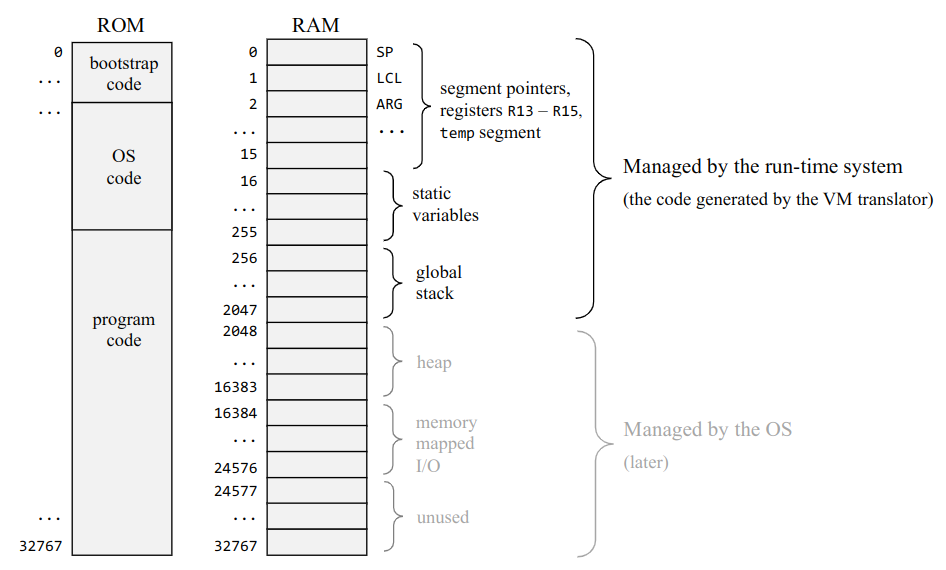 ROM
0
...
...
bootstrap
code
OS
code
program
code
...
32767
RAM
0 SP
1 LCL
2 ARG
... ...
15
16
...
255
256
...
2047
2048
...
16383
16384
...
24576
24577
...
32767
segment pointers,
registers R13 – R15,
temp segment
static
variables
global
stack
heap
memory
mapped
I/O
unused
Managed by the run-time system
(the code generated by the VM translator)
Managed by the OS
(later)